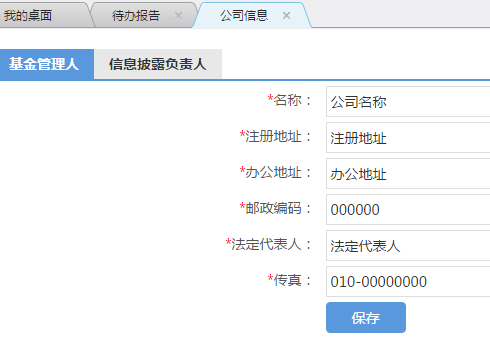 我的桌面 待办报告 公司信息
基金管理人 信息披露负责人
*名称： 公司名称
*注册地址： 注册地址
*办公地址： 办公地址
*邮政编码： 000000
*法定代表人： 法定代表人
*传真： 010-00000000
保存